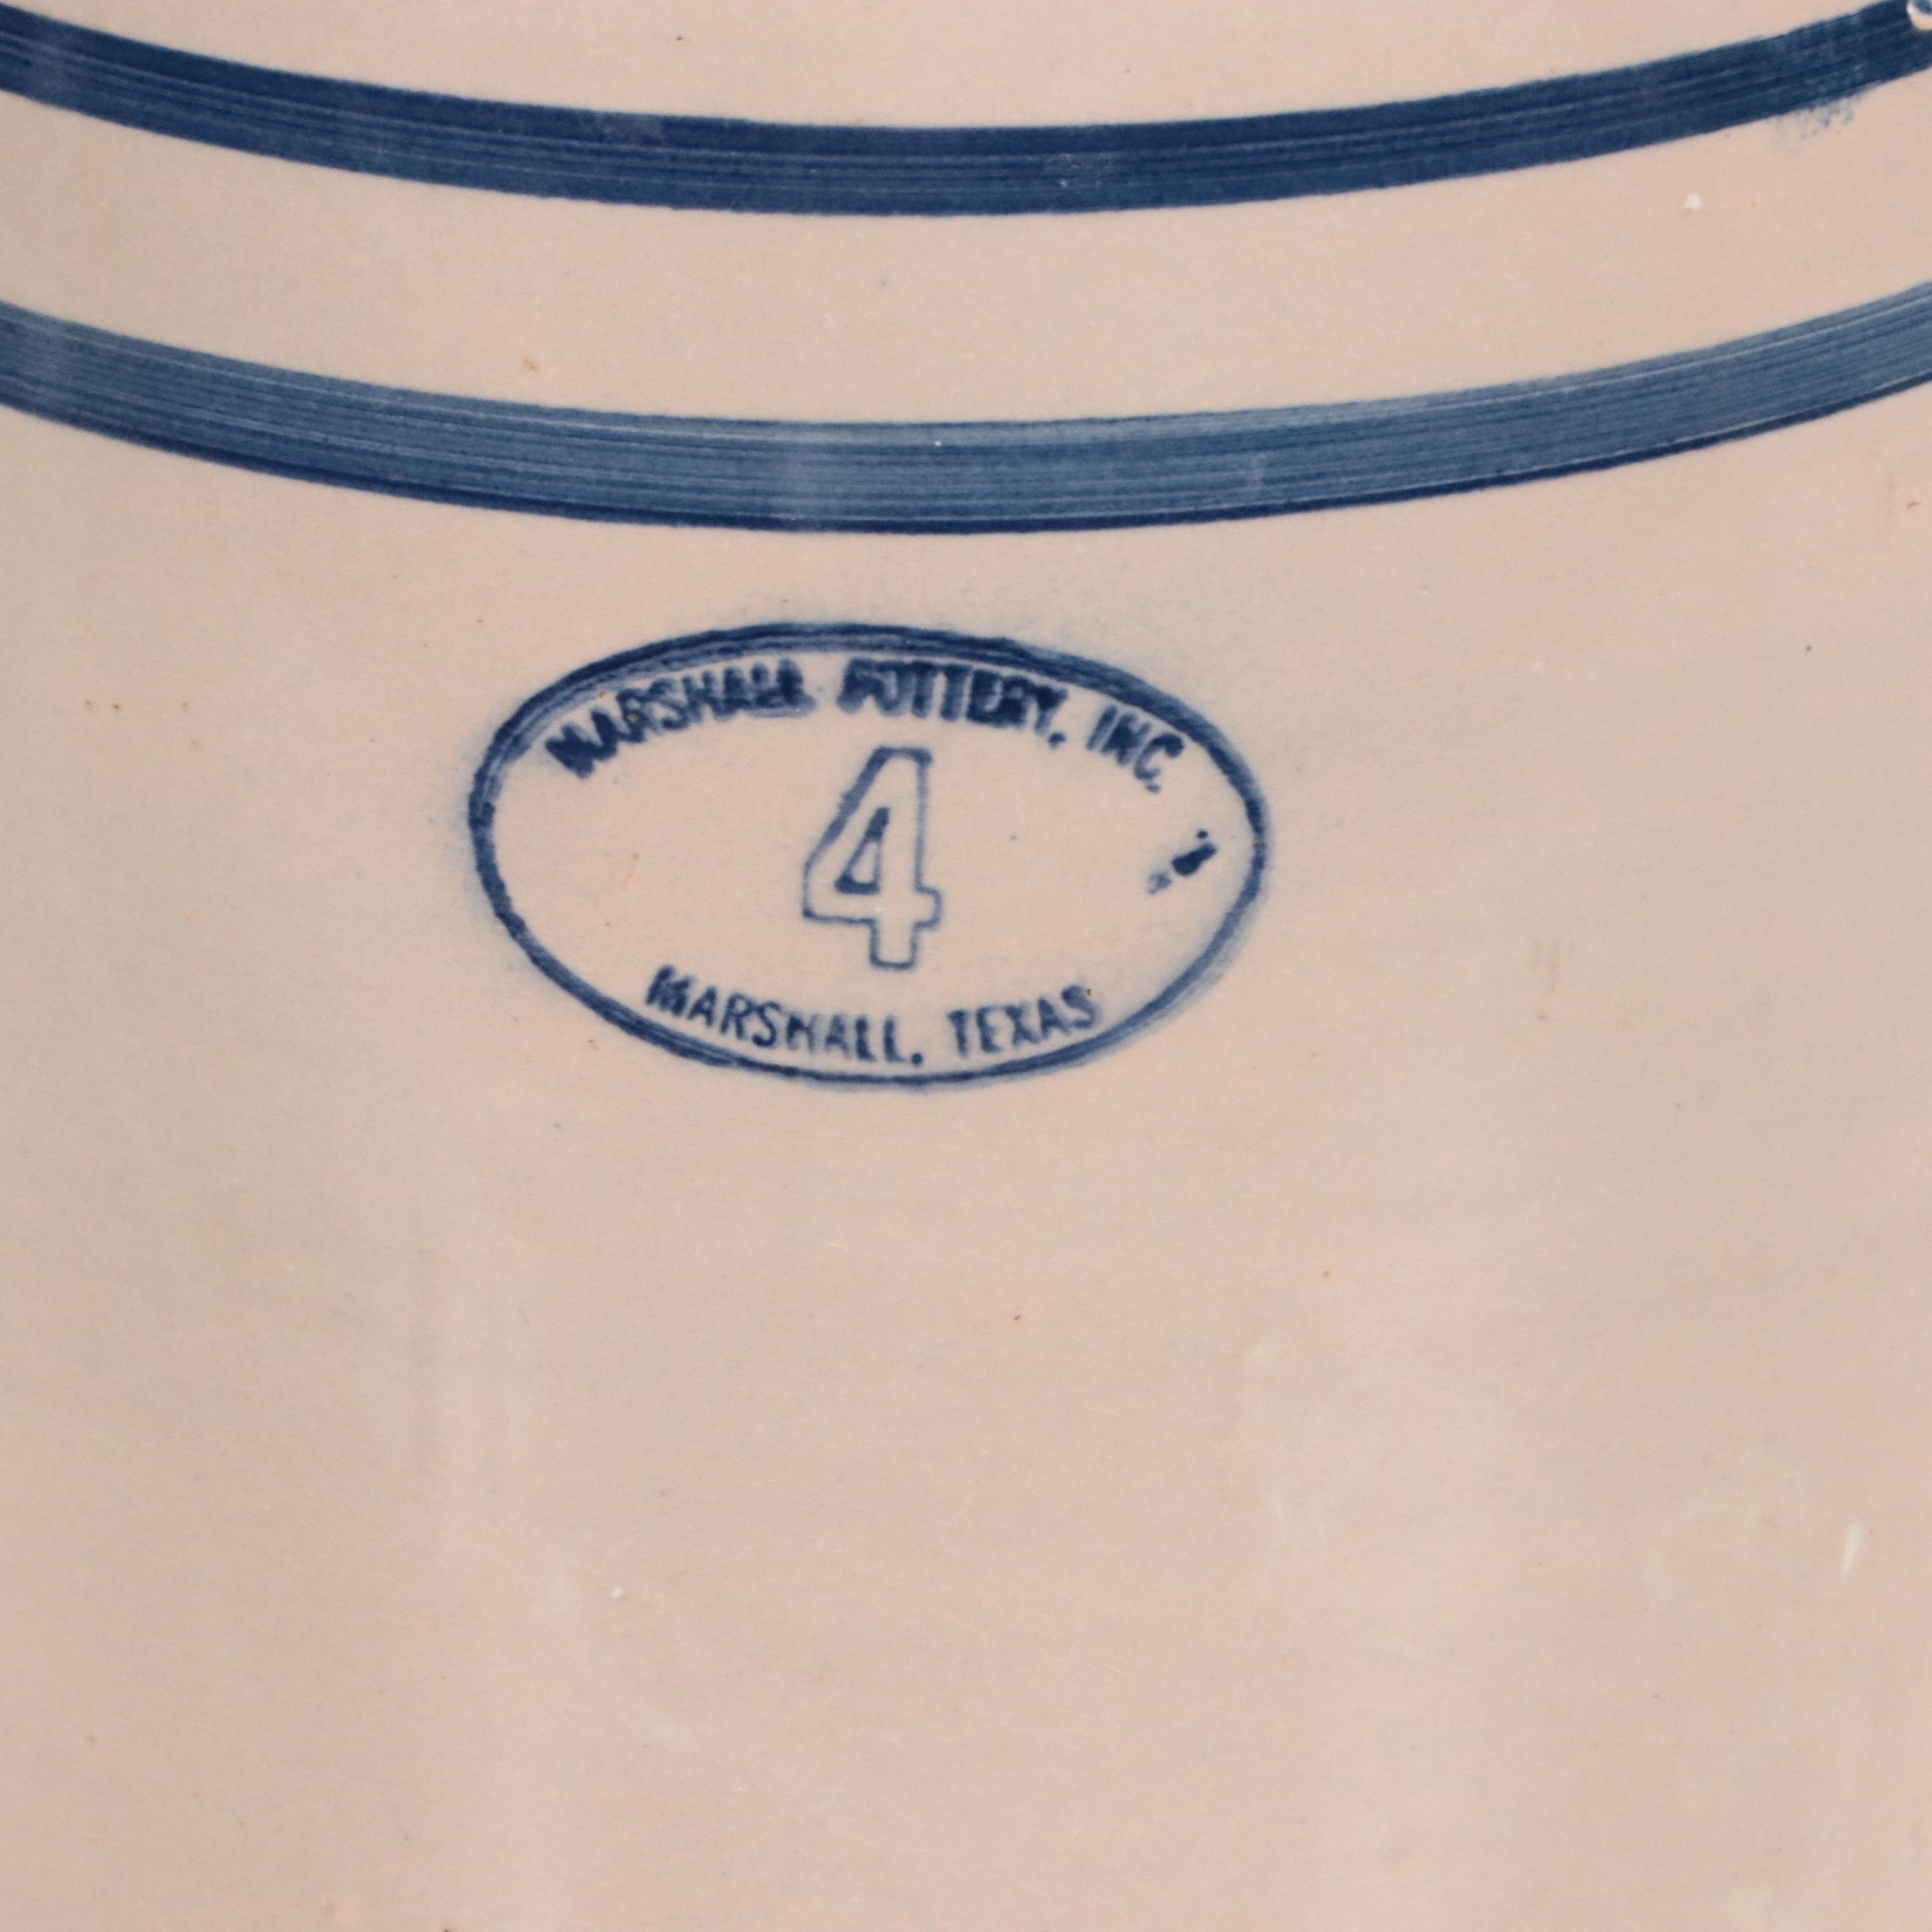 MARSHALL POTTERY, INC.
4
MARSHALL, TEXAS